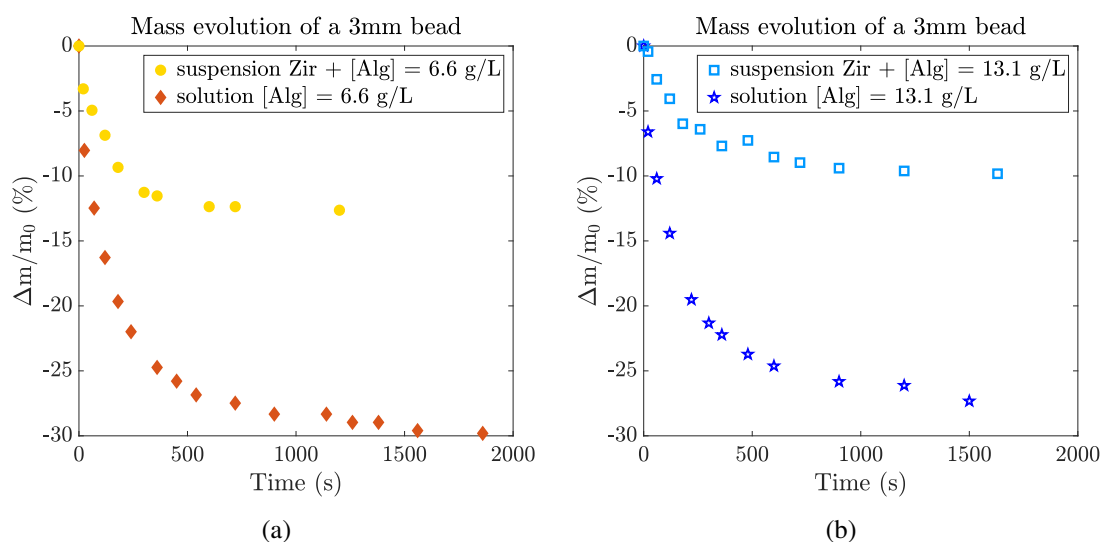 Mass evolution of a 3mm bead
0
-5
-10
-15
-20
-25
-30
Δm/m₀ (%)
suspension Zir + [Alg] = 6.6 g/L
solution [Alg] = 6.6 g/L
0
500
1000
1500
2000
Time (s)
(a)
Mass evolution of a 3mm bead
0
-5
-10
-15
-20
-25
-30
Δm/m₀ (%)
suspension Zir + [Alg] = 13.1 g/L
solution [Alg] = 13.1 g/L
0
500
1000
1500
2000
Time (s)
(b)